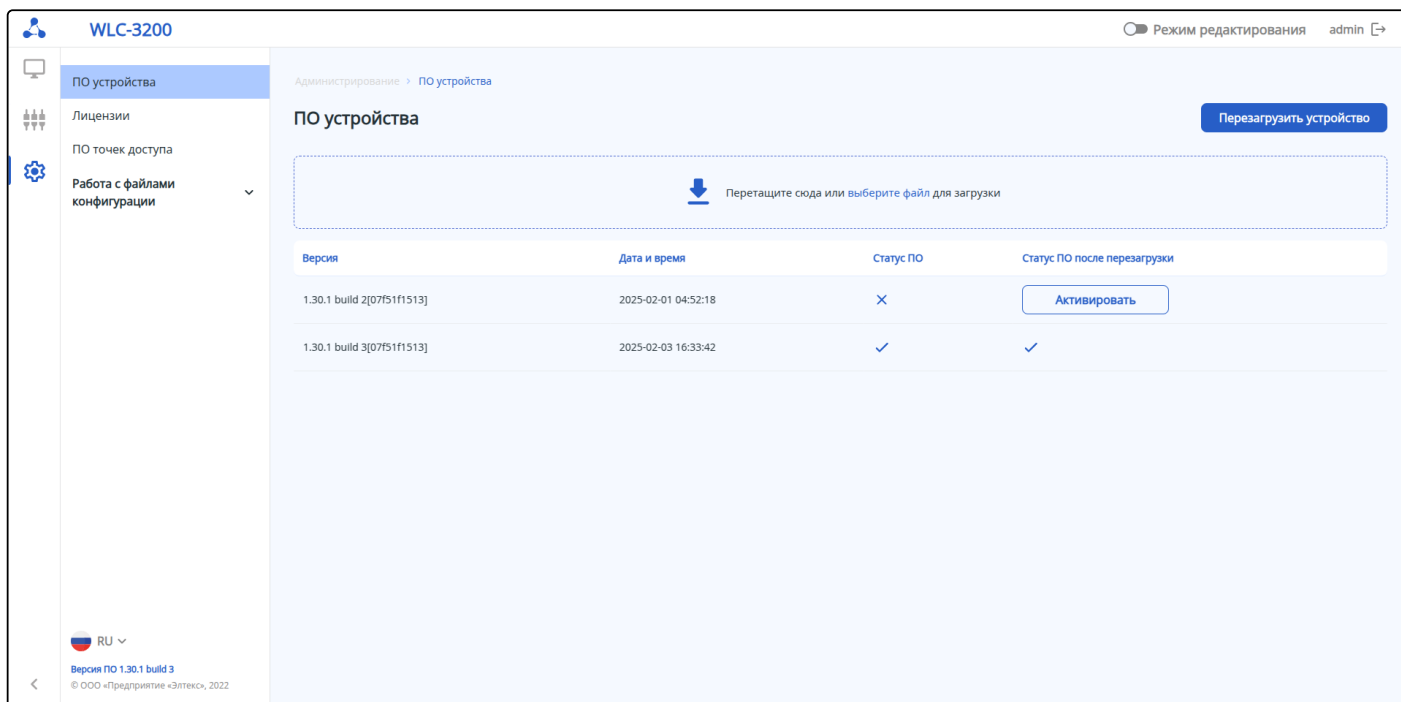 WLC-3200
Режим редактирования
admin
ПО устройства
Лицензии
ПО точек доступа
Работа с файлами
конфигурации
Администрирование > ПО устройства
ПО устройства
Перезагрузить устройство
Перетащите сюда или выберите файл для загрузки
Версия Дата и время Статус ПО Статус ПО после перезагрузки
1.30.1 build 2[07f51f1513] 2025-02-01 04:52:18 Активировать
1.30.1 build 3[07f51f1513] 2025-02-03 16:33:42
RU
Версия ПО 1.30.1 build 3
© ООО «Предприятие «Элтекс», 2022